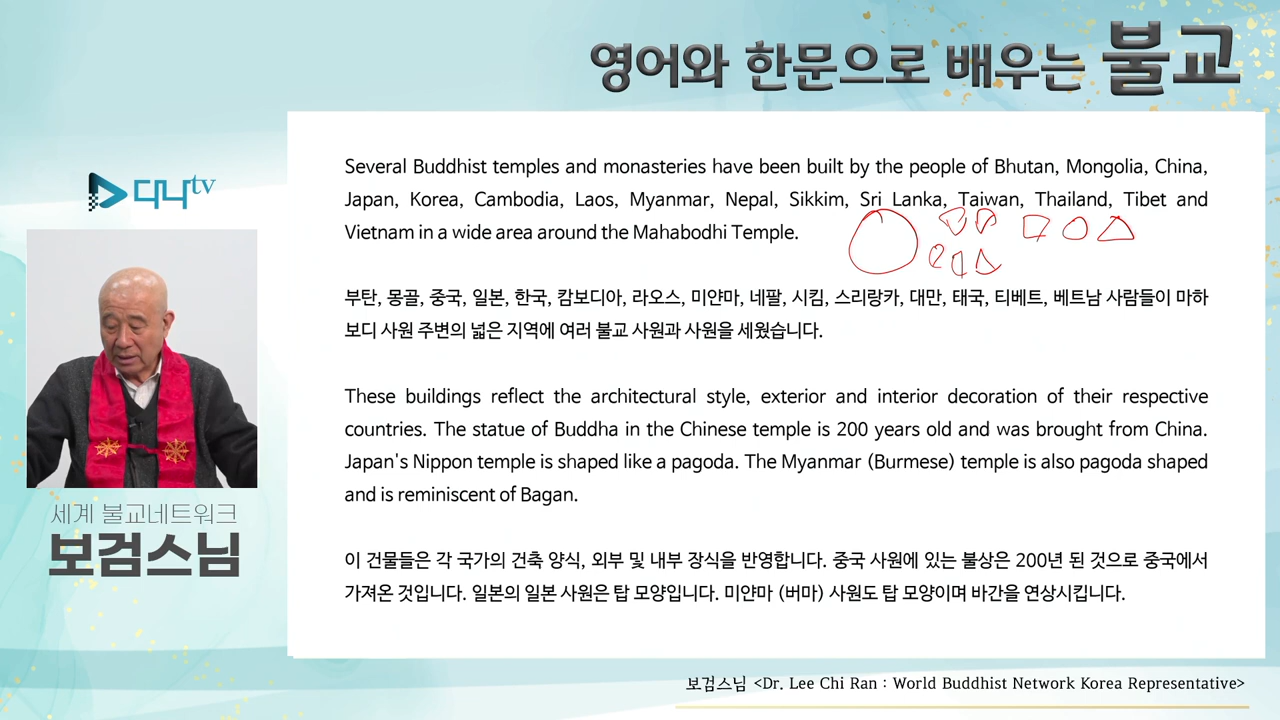 영어와 한문으로 배우는 불교
디나tv
Several Buddhist temples and monasteries have been built by the people of Bhutan, Mongolia, China,
Japan, Korea, Cambodia, Laos, Myanmar, Nepal, Sikkim, Sri Lanka, Taiwan, Thailand, Tibet and
Vietnam in a wide area around the Mahabodhi Temple.
부탄, 몽골, 중국, 일본, 한국, 캄보디아, 라오스, 미얀마, 네팔, 시킴, 스리랑카, 대만, 태국, 티베트, 베트남 사람들이 마하
보디 사원 주변의 넓은 지역에 여러 불교 사원과 사원을 세웠습니다.
These buildings reflect the architectural style, exterior and interior decoration of their respective
countries. The statue of Buddha in the Chinese temple is 200 years old and was brought from China.
Japan's Nippon temple is shaped like a pagoda. The Myanmar (Burmese) temple is also pagoda shaped
and is reminiscent of Bagan.
이 건물들은 각 국가의 건축 양식, 외부 및 내부 장식을 반영합니다. 중국 사원에 있는 불상은 200년 된 것으로 중국에서
가져온 것입니다. 일본의 일본 사원은 탑 모양입니다. 미얀마 (버마) 사원도 탑 모양이며 바간을 연상시킵니다.
세계 불교네트워크
보검스님
보검스님 <Dr. Lee Chi Ran : World Buddhist Network Korea Representative>